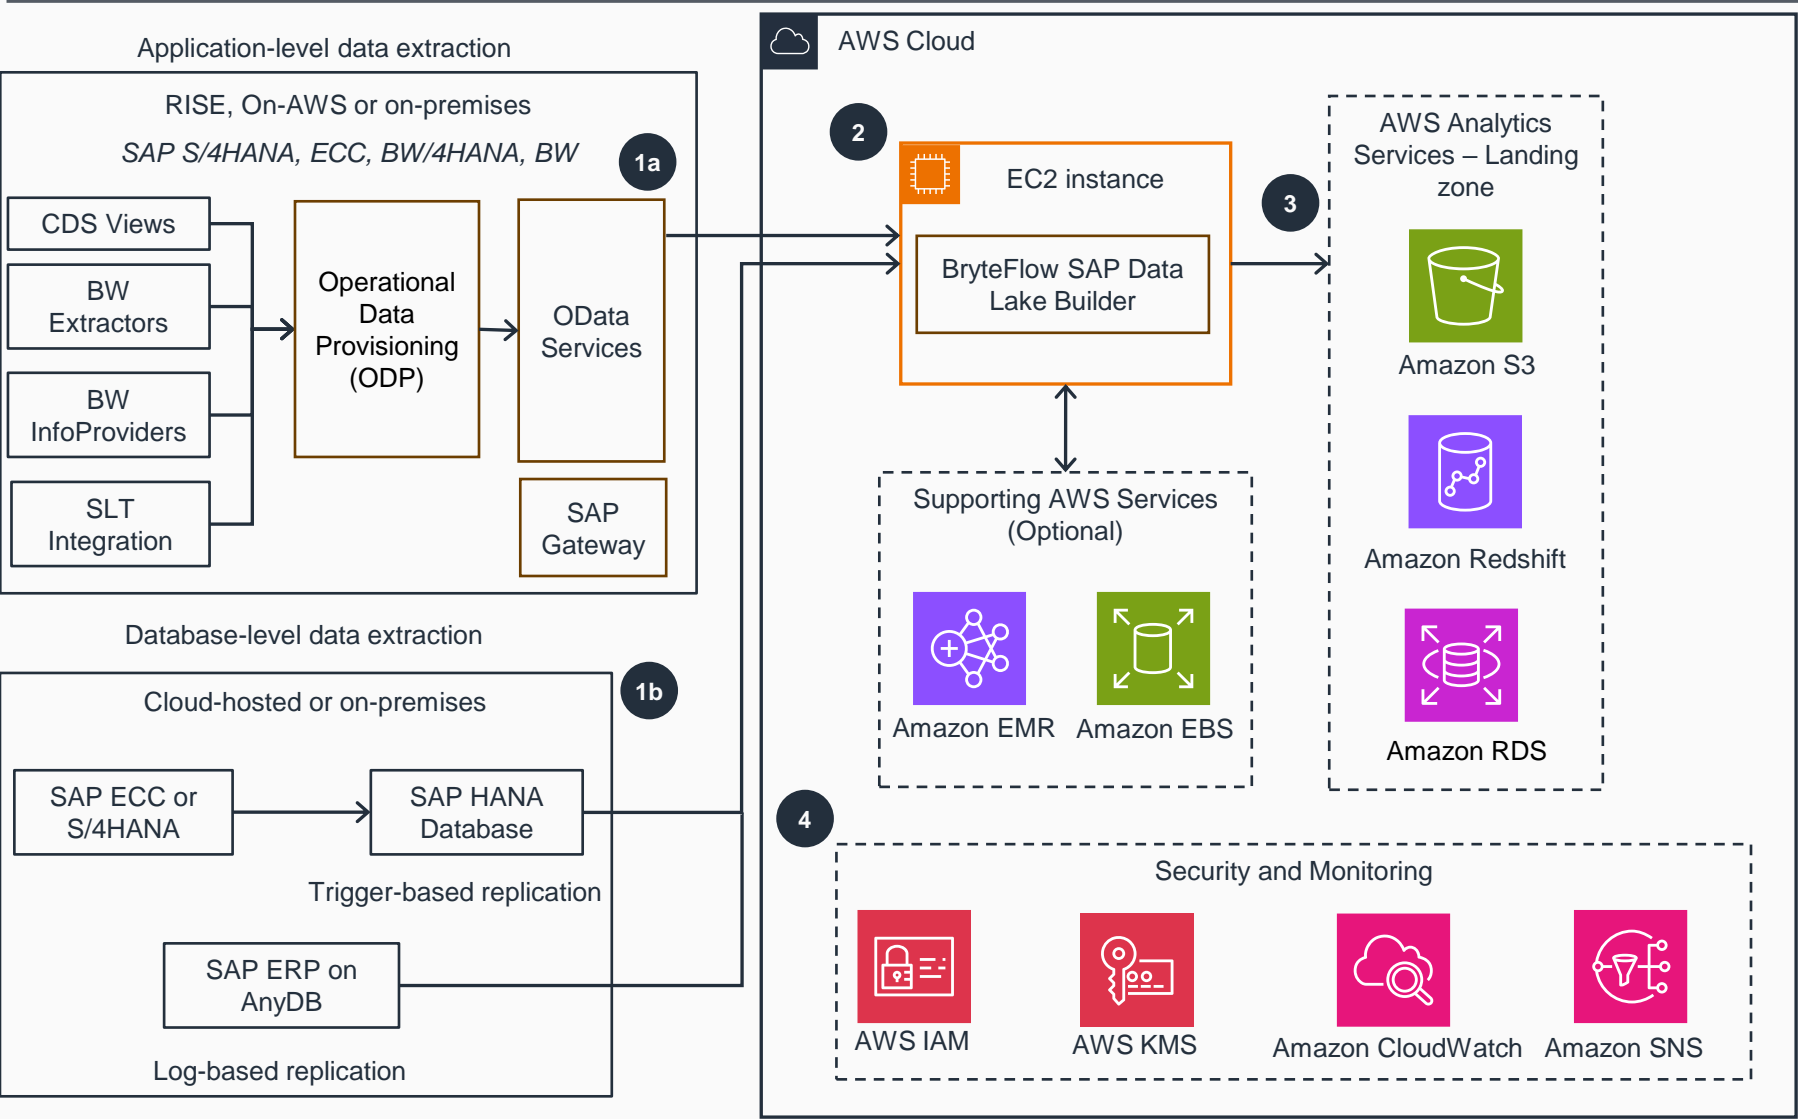 Application-level data extraction
RISE, On-AWS or on-premises
SAP S/4HANA, ECC, BW/4HANA, BW
1a
CDS Views
BW
Extractors
BW
InfoProviders
SLT
Integration
Operational
Data
Provisioning
(ODP)
OData
Services
SAP
Gateway
Database-level data extraction
1b
Cloud-hosted or on-premises
SAP ECC or
S/4HANA
SAP HANA
Database
Trigger-based replication
SAP ERP on
AnyDB
Log-based replication
AWS Cloud
2
EC2 instance
BryteFlow SAP Data
Lake Builder
Supporting AWS Services
(Optional)
Amazon EMR
Amazon EBS
3
AWS Analytics
Services – Landing
zone
Amazon S3
Amazon Redshift
Amazon RDS
4
Security and Monitoring
AWS IAM
AWS KMS
Amazon CloudWatch
Amazon SNS